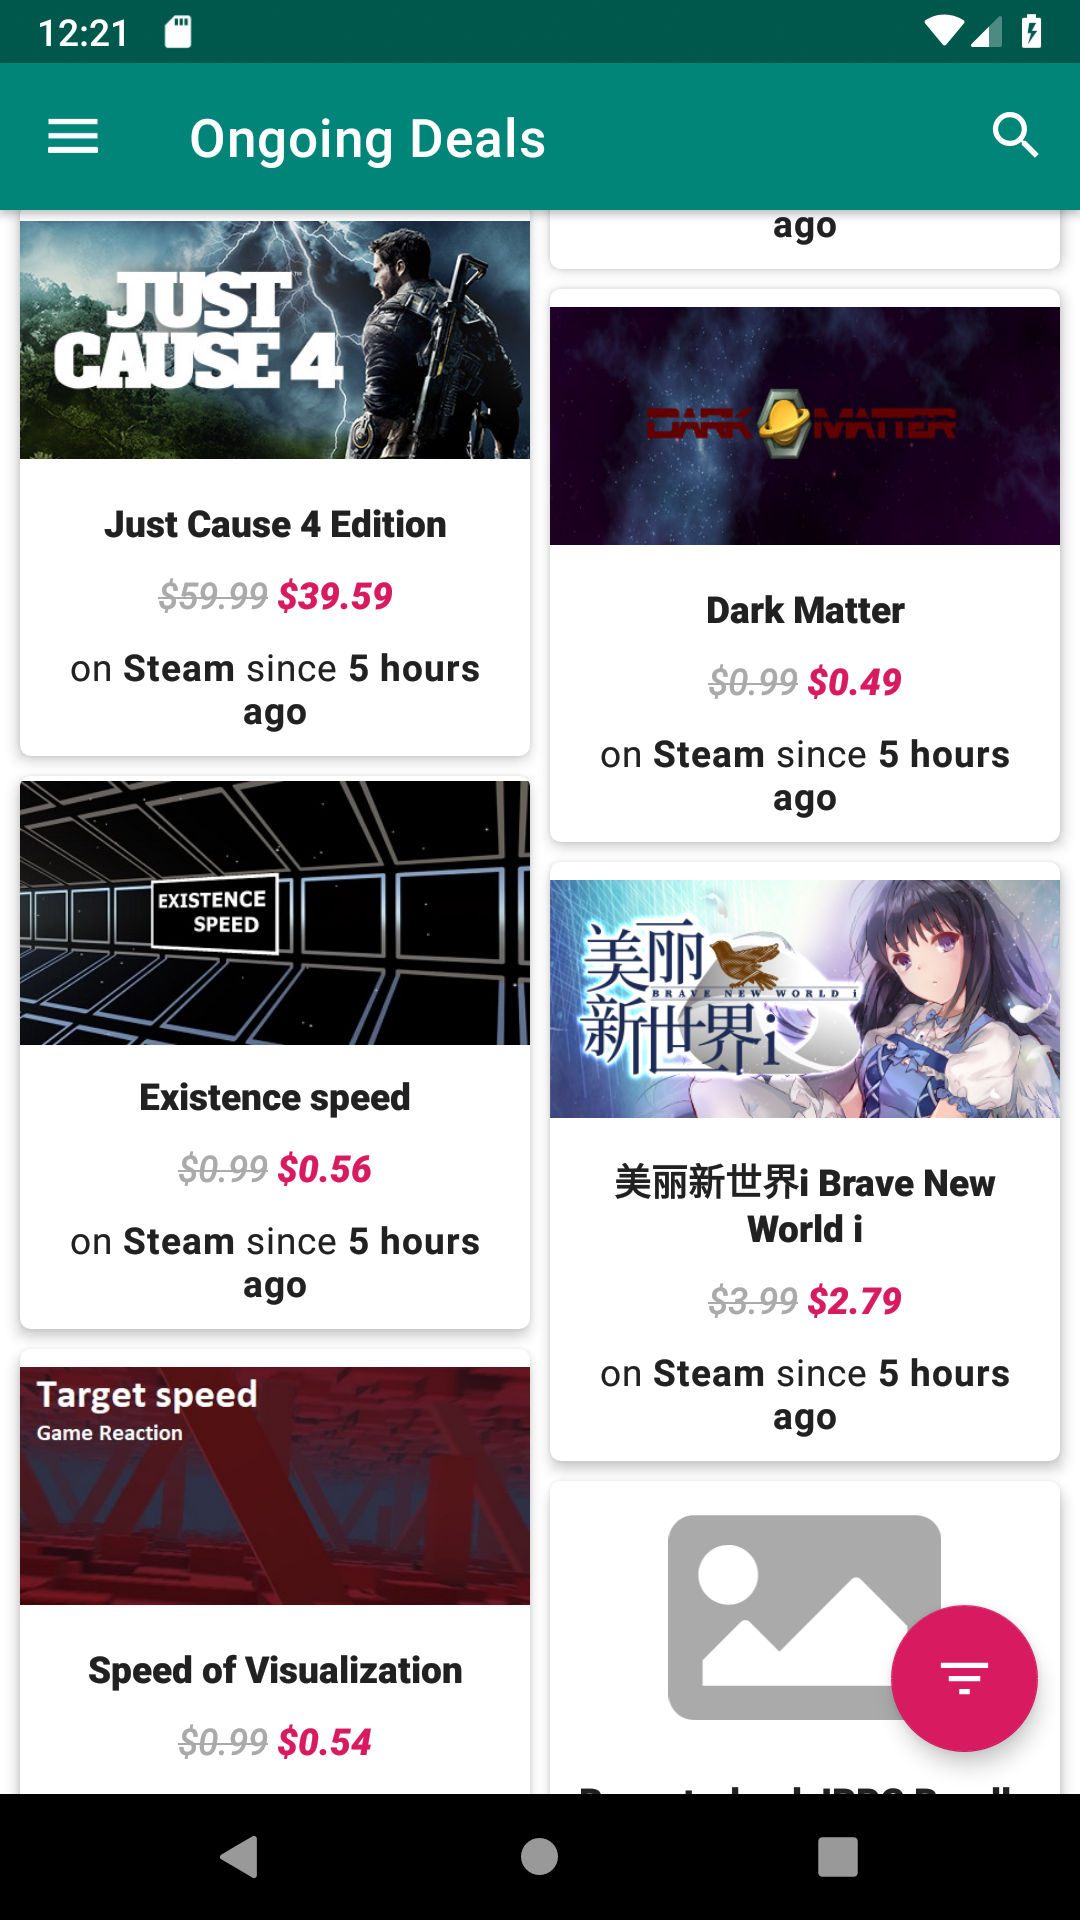 12:21
Ongoing Deals
JUST
CAUSE 4
Just Cause 4 Edition
$59.99 $39.59
on Steam since 5 hours
ago
EXISTENCE
SPEED
Existence speed
$0.99 $0.56
on Steam since 5 hours
ago
Target speed
Game Reaction
Speed of Visualization
$0.99 $0.54
ago
DARK MATTER
Dark Matter
$0.99 $0.49
on Steam since 5 hours
ago
美丽
BRAVE NEW WORLD i
新世界i
美丽新世界i Brave New
World i
$3.99 $2.79
on Steam since 5 hours
ago